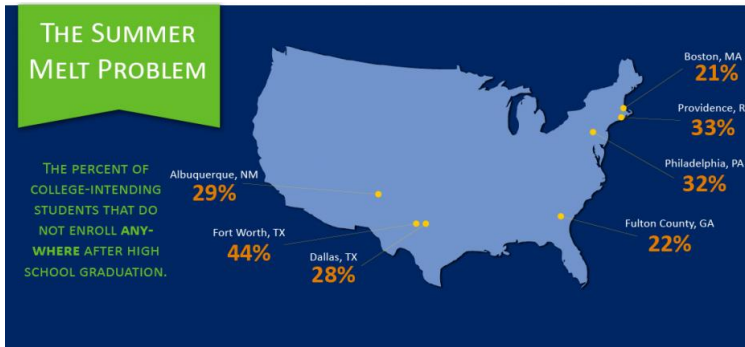 THE SUMMER
MELT PROBLEM
THE PERCENT OF
COLLEGE-INTENDING
STUDENTS THAT DO
NOT ENROLL ANY-
WHERE AFTER HIGH
SCHOOL GRADUATION.
Albuquerque, NM
29%
Fort Worth, TX
44%
Dallas, TX
28%
Boston, MA
21%
Providence, R
33%
Philadelphia, PA
32%
Fulton County, GA
22%